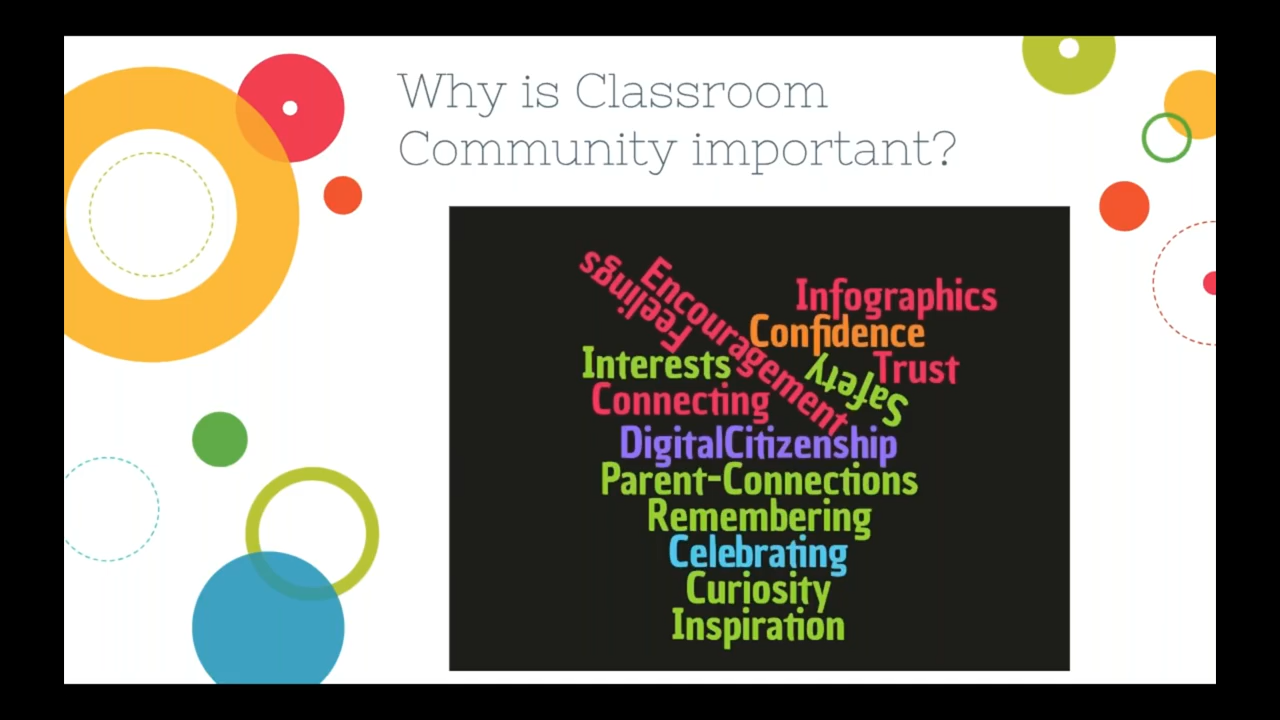 Why is Classroom
Community important?
Feelings
Encouragement
Infographics
Confidence
Interests
Safety
Trust
Connecting
DigitalCitizenship
Parent-Connections
Remembering
Celebrating
Curiosity
Inspiration